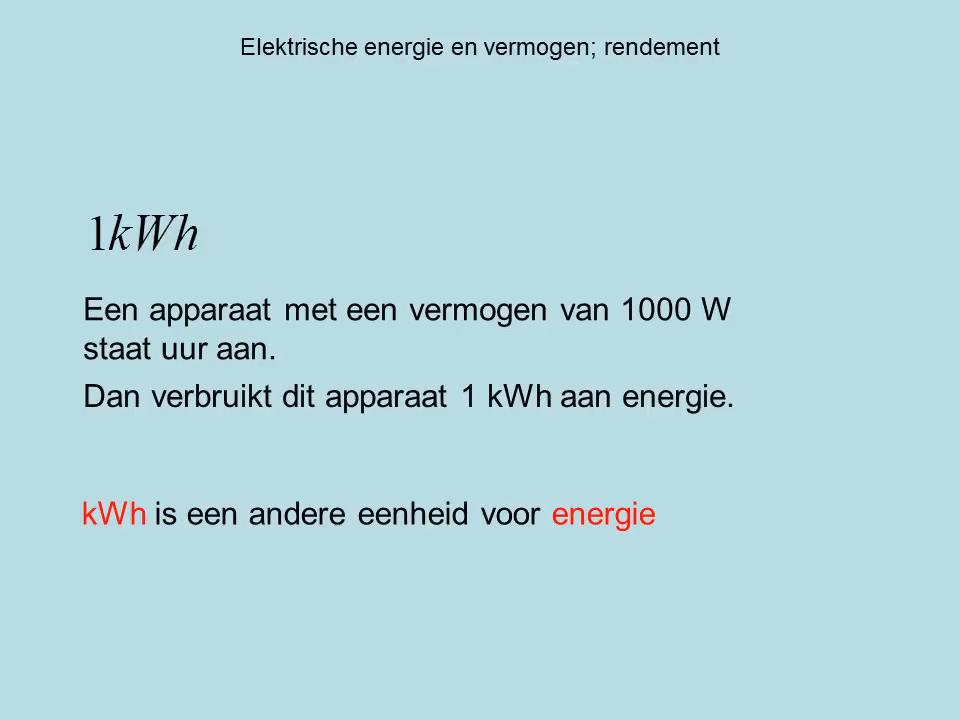 Elektrische energie en vermogen; rendement
1kWh
Een apparaat met een vermogen van 1000 W
staat uur aan.
Dan verbruikt dit apparaat 1 kWh aan energie.
kWh is een andere eenheid voor energie